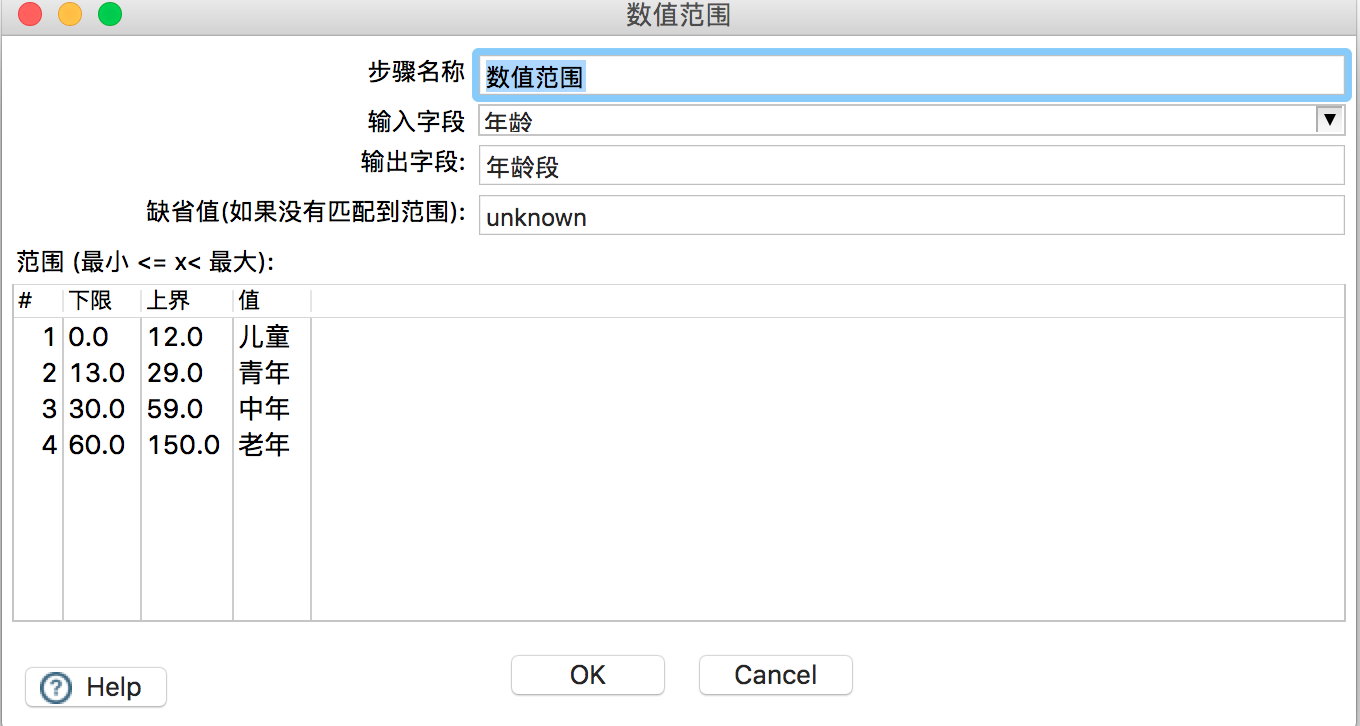 数值范围
步骤名称 数值范围
输入字段 年龄
输出字段: 年龄段
缺省值(如果没有匹配到范围): unknown
范围 (最小 <= x< 最大):
# 下限 上界 值
1 0.0 12.0 儿童
2 13.0 29.0 青年
3 30.0 59.0 中年
4 60.0 150.0 老年
OK Cancel
? Help